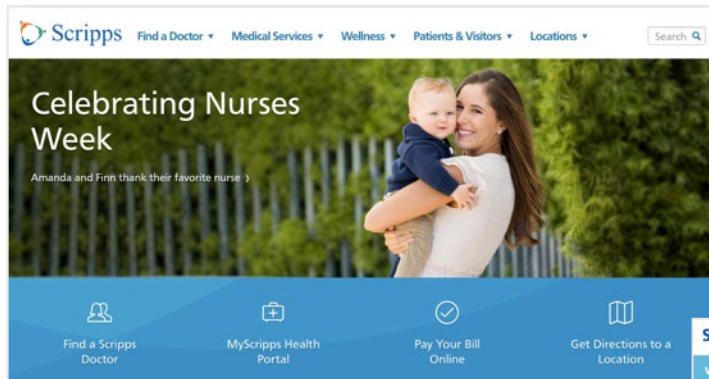 Scripps
Find a Doctor ▾ Medical Services ▾ Wellness ▾ Patients & Visitors ▾ Locations ▾ Search
Celebrating Nurses
Week
Amanda and Finn thank their favorite nurse ›
Find a Scripps
Doctor
MyScripps Health
Portal
Pay Your Bill
Online
Get Directions to a
Location